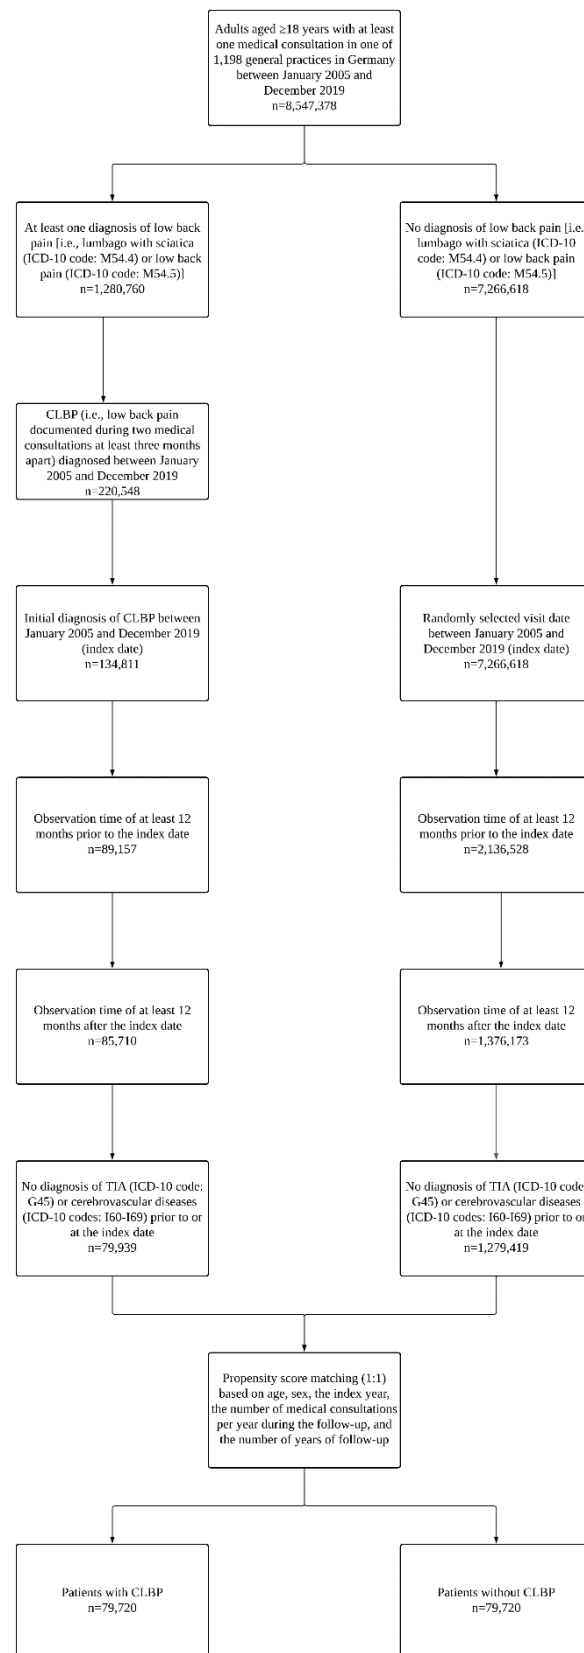 Adults aged ≥18 years with at least
one medical consultation in one of
1,198 general practices in Germany
between January 2005 and
December 2019
n=8,547,378
At least one diagnosis of low back
pain [i.e., lumbago with sciatica
(ICD-10 code: M54.4) or low back
pain (ICD-10 code: M54.5)]
n=1,280,760
No diagnosis of low back pain [i.e.
lumbago with sciatica (ICD-10
code: M54.4) or low back pain
(ICD-10 code: M54.5)]
n=7,266,618
CLBP (i.e., low back pain
documented during two medical
consultations at least three months
apart) diagnosed between January
2005 and December 2019
n=220,548
Initial diagnosis of CLBP between
January 2005 and December 2019
(index date)
n=134,811
Randomly selected visit date
between January 2005 and
December 2019 (index date)
n=7,266,618
Observation time of at least 12
months prior to the index date
n=89,157
Observation time of at least 12
months prior to the index date
n=2,136,528
Observation time of at least 12
months after the index date
n=85,710
Observation time of at least 12
months after the index date
n=1,376,173
No diagnosis of TIA (ICD-10 code:
G45) or cerebrovascular diseases
(ICD-10 codes: I60-I69) prior to or
at the index date
n=79,939
No diagnosis of TIA (ICD-10 code
G45) or cerebrovascular diseases
(ICD-10 codes: I60-I69) prior to or
at the index date
n=1,279,419
Propensity score matching (1:1)
based on age, sex, the index year,
the number of medical consultations
per year during the follow-up, and
the number of years of follow-up
Patients with CLBP
n=79,720
Patients without CLBP
n=79,720